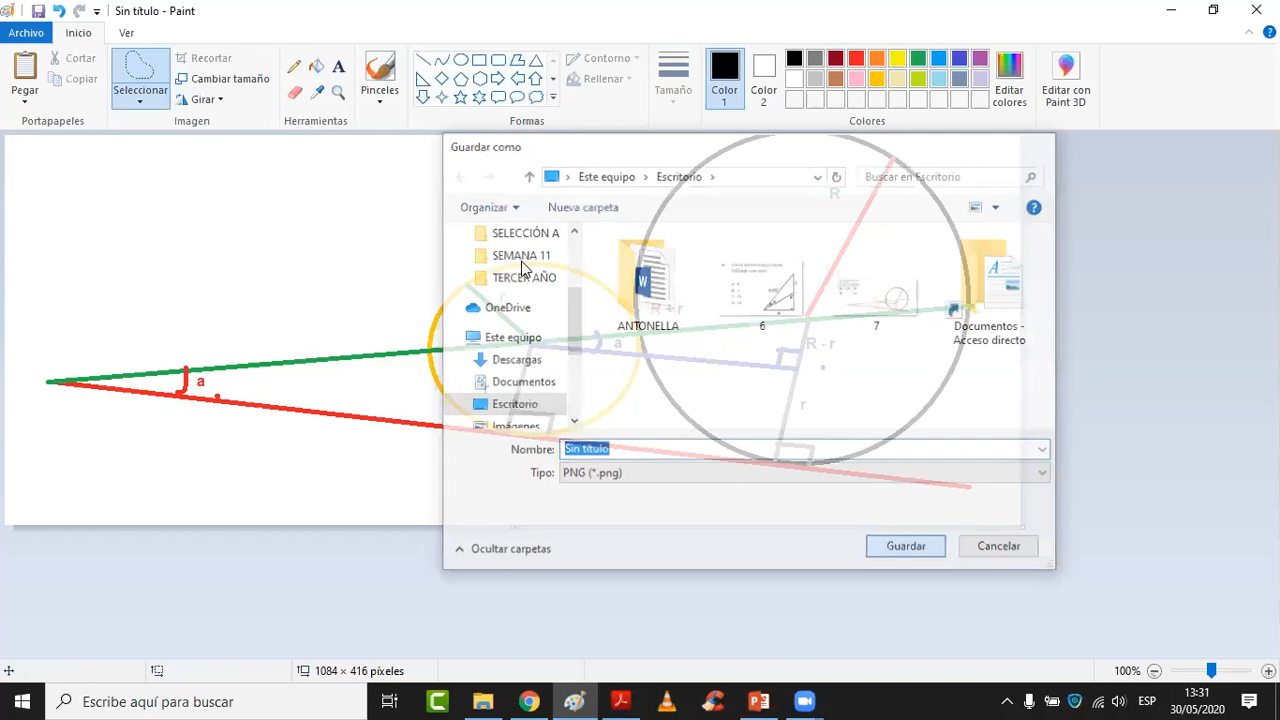 Sin título - Paint
Archivo Inicio Ver
Pegar
Cortar
Copiar
Portapapeles
Seleccionar
Recortar
Cambiar tamaño
Girar
Imagen
A
Herramientas
Pinceles
Contorno
Rellenar
Formas
Tamaño
Color 1
Color 2
Editar colores
Colores
Editar con Paint 3D
Guardar como
Este equipo > Escritorio >
Buscar en Escritorio
Organizar Nueva carpeta
SELECCIÓN A
SEMANA 11
TERCER AÑO
OneDrive
Este equipo
Descargas
Documentos
Escritorio
Imágenes
ANTONELLA
6
7
Documentos - Acceso directo
R
R + r
a
R - r
r
a
Nombre: Sin título
Tipo: PNG (*.png)
Ocultar carpetas
Guardar Cancelar
1084 × 416 píxeles
100%
Escribe aquí para buscar
ESP
13:31
30/05/2020